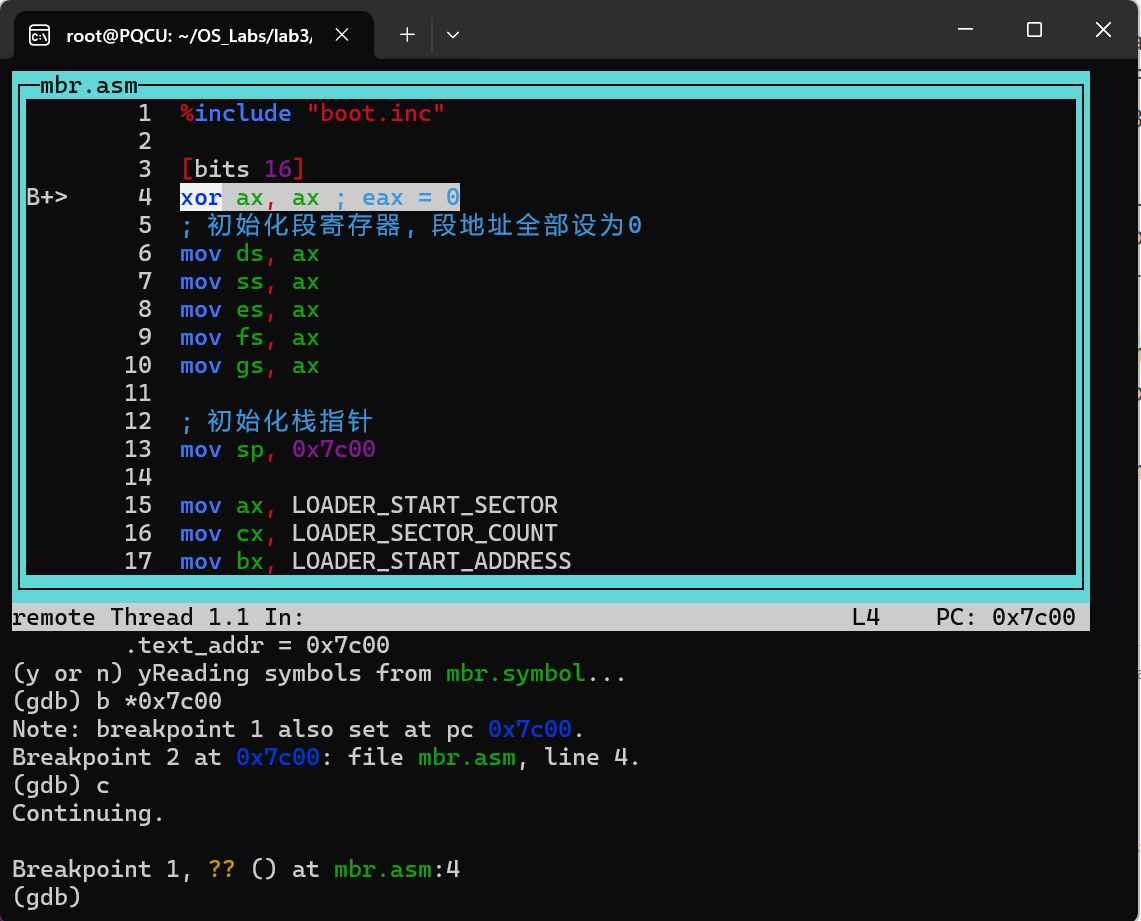 root@PQCU: ~/OS_Labs/lab3/
mbr.asm
1 %include "boot.inc"
2
3 [bits 16]
B+> 4 xor ax, ax ; eax = 0
5 ; 初始化段寄存器, 段地址全部设为0
6 mov ds, ax
7 mov ss, ax
8 mov es, ax
9 mov fs, ax
10 mov gs, ax
11
12 ; 初始化栈指针
13 mov sp, 0x7c00
14
15 mov ax, LOADER_START_SECTOR
16 mov cx, LOADER_SECTOR_COUNT
17 mov bx, LOADER_START_ADDRESS
remote Thread 1.1 In: L4 PC: 0x7c00
.text_addr = 0x7c00
(y or n) yReading symbols from mbr.symbol...
(gdb) b *0x7c00
Note: breakpoint 1 also set at pc 0x7c00.
Breakpoint 2 at 0x7c00: file mbr.asm, line 4.
(gdb) c
Continuing.
Breakpoint 1, ?? () at mbr.asm:4
(gdb)